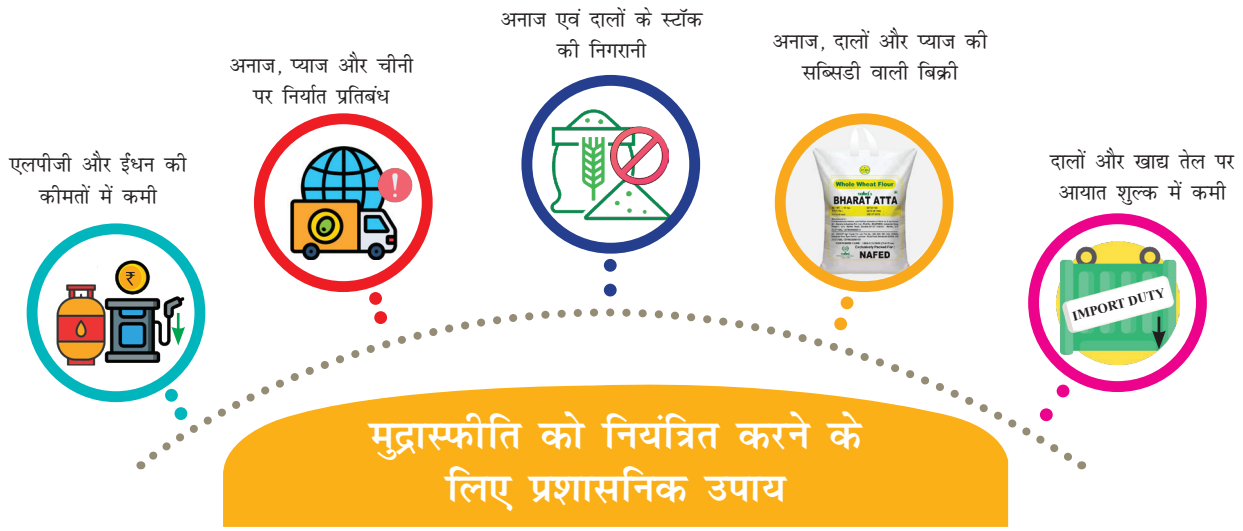 एलपीजी और ईंधन की
कीमतों में कमी
अनाज, प्याज और चीनी
पर निर्यात प्रतिबंध
अनाज एवं दालों के स्टॉक
की निगरानी
अनाज, दालों और प्याज की
सब्सिडी वाली बिक्री
दालों और खाद्य तेल पर
आयात शुल्क में कमी
₹
!
Whole Wheat Flour
BHARAT ATTA
NAFED
IMPORT DUTY
मुद्रास्फीति को नियंत्रित करने के
लिए प्रशासनिक उपाय